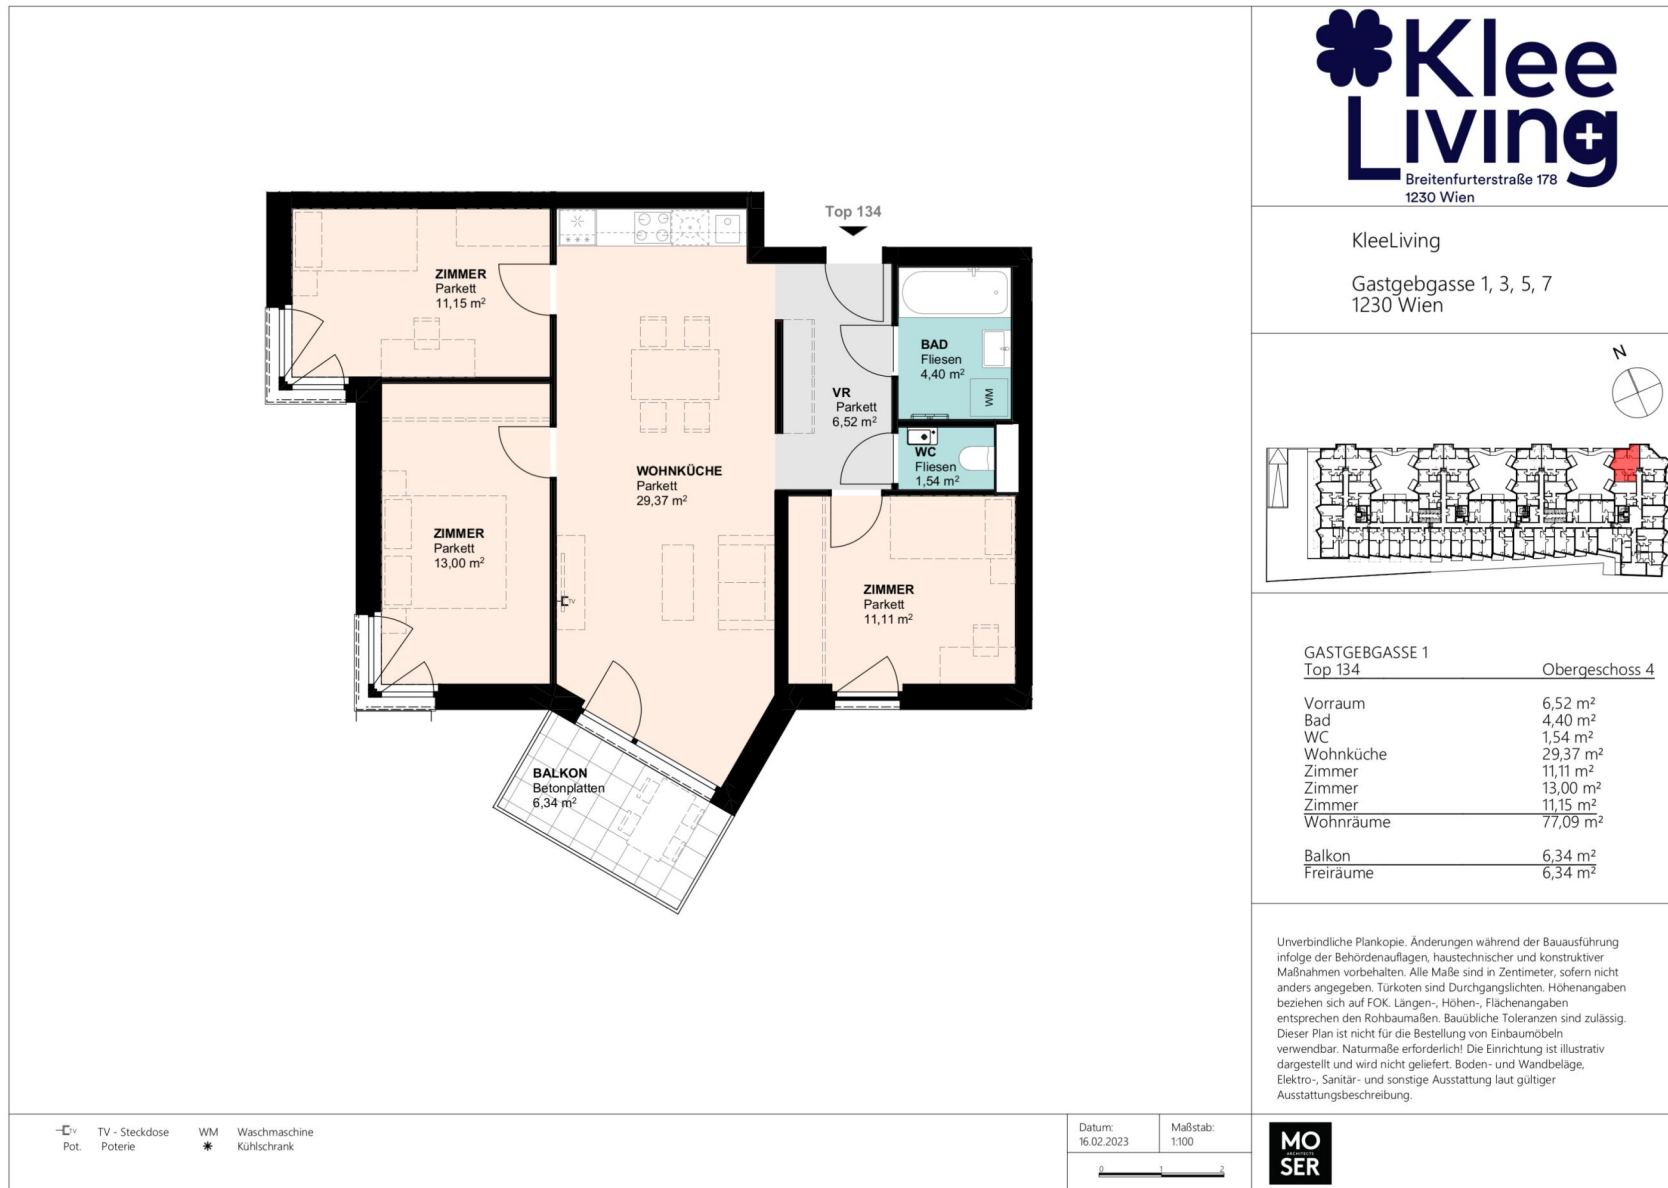 Klee
Living
Breitenfurterstraße 178
1230 Wien
KleeLiving
Gastgebgasse 1, 3, 5, 7
1230 Wien
N
Top 134
ZIMMER
Parkett
11,15 m²
BAD
Fliesen
4,40 m²
WM
VR
Parkett
6,52 m²
WC
Fliesen
1,54 m²
WOHNKÜCHE
Parkett
29,37 m²
ZIMMER
Parkett
13,00 m²
TV
ZIMMER
Parkett
11,11 m²
BALKON
Betonplatten
6,34 m²
GASTGEBGASSE 1
Top 134 Obergeschoss 4
Vorraum 6,52 m²
Bad 4,40 m²
WC 1,54 m²
Wohnküche 29,37 m²
Zimmer 11,11 m²
Zimmer 13,00 m²
Zimmer 11,15 m²
Wohnräume 77,09 m²
Balkon 6,34 m²
Freiräume 6,34 m²
Unverbindliche Plankopie. Änderungen während der Bauausführung
infolge der Behördenauflagen, haustechnischer und konstruktiver
Maßnahmen vorbehalten. Alle Maße sind in Zentimeter, sofern nicht
anders angegeben. Türkoten sind Durchgangslichten. Höhenangaben
beziehen sich auf FOK. Längen-, Höhen-, Flächenangaben
entsprechen den Rohbaumaßen. Bauübliche Toleranzen sind zulässig.
Dieser Plan ist nicht für die Bestellung von Einbaumöbeln
verwendbar. Naturmaße erforderlich! Die Einrichtung ist illustrativ
dargestellt und wird nicht geliefert. Boden- und Wandbeläge,
Elektro-, Sanitär- und sonstige Ausstattung laut gültiger
Ausstattungsbeschreibung.
TV TV - Steckdose WM Waschmaschine
Pot. Poterie Kühlschrank
Datum: Maßstab:
16.02.2023 1:100
0 1 2
MO
ARCHITECTS
SER